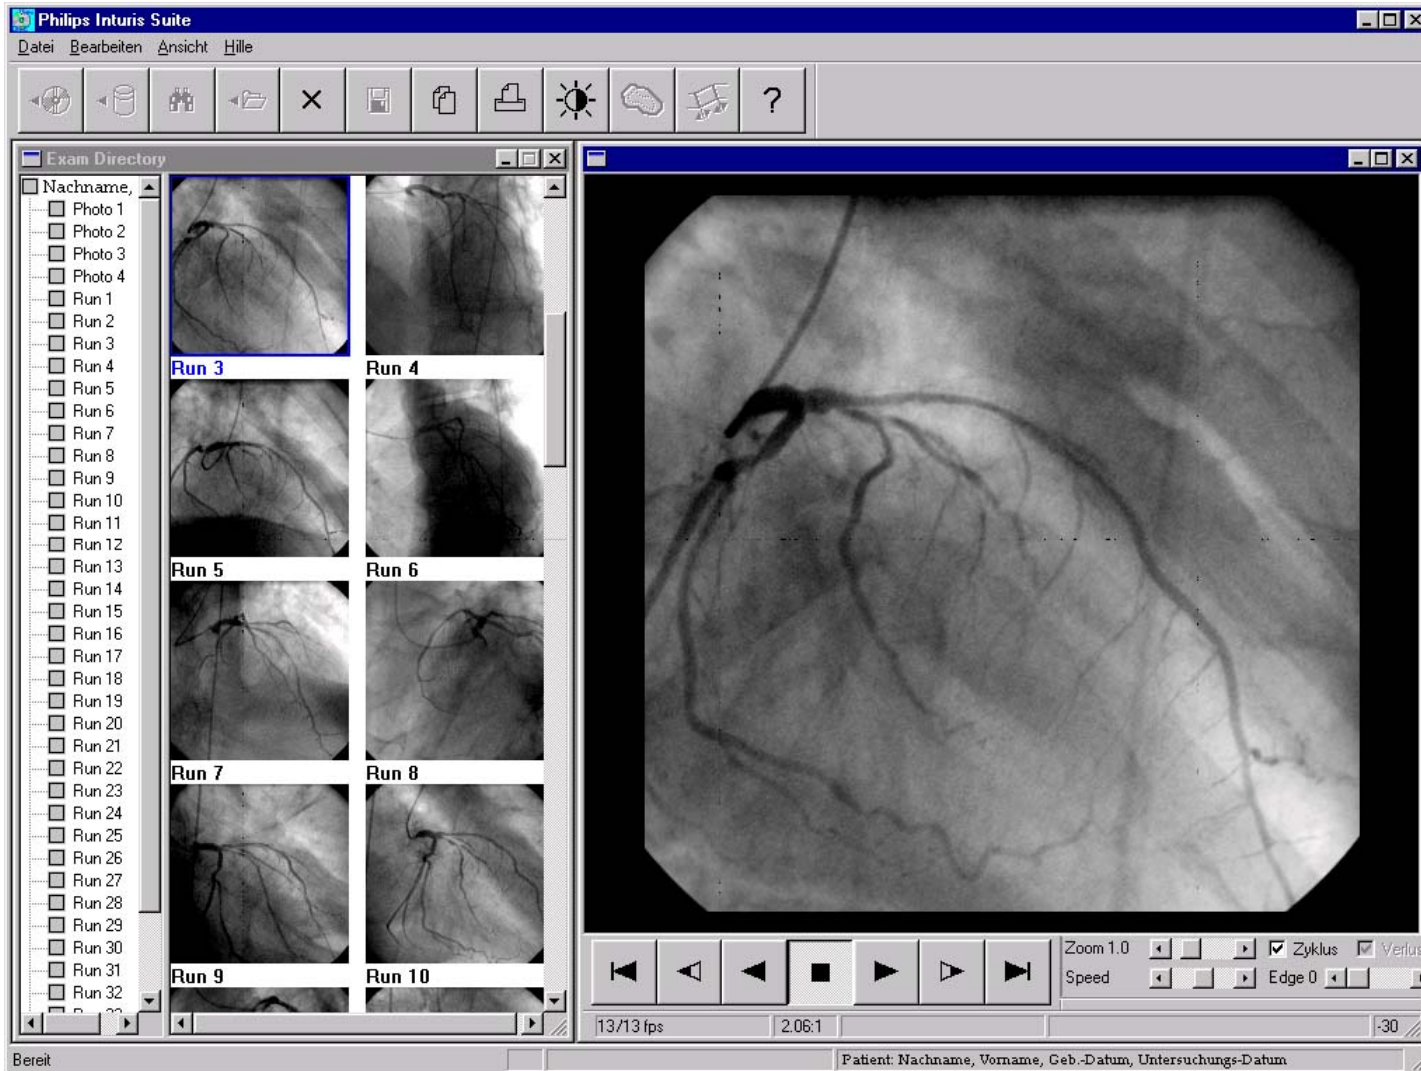 Philips Inturis Suite
Datei Bearbeiten Ansicht Hille
?
Exam Directory
Nachname,
Photo 1
Photo 2
Photo 3
Photo 4
Run 1
Run 2
Run 3
Run 4
Run 5
Run 6
Run 7
Run 8
Run 9
Run 10
Run 11
Run 12
Run 13
Run 14
Run 15
Run 16
Run 17
Run 18
Run 19
Run 20
Run 21
Run 22
Run 23
Run 24
Run 25
Run 26
Run 27
Run 28
Run 29
Run 30
Run 31
Run 32
Run 3 Run 4
Run 5 Run 6
Run 7 Run 8
Run 9 Run 10
Zoom 1.0 Zyklus Verlus
Speed Edge 0
13/13 fps 2.06:1 -30
Bereit Patient: Nachname, Vorname, Geb.-Datum, Untersuchungs-Datum